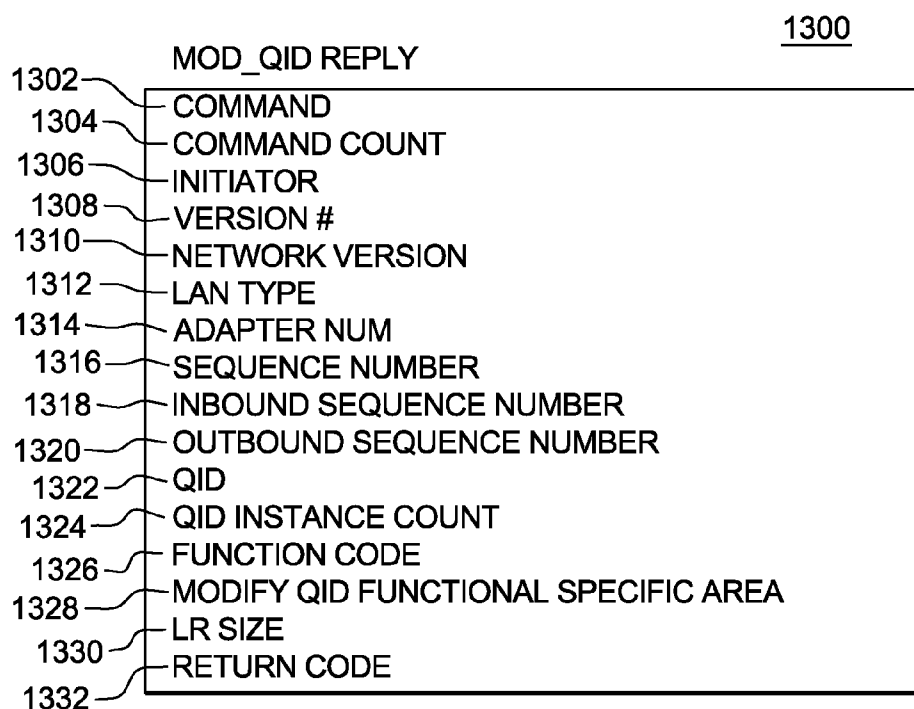 1300
MOD_QID REPLY
1302 COMMAND
1304 COMMAND COUNT
1306 INITIATOR
1308 VERSION #
1310 NETWORK VERSION
1312 LAN TYPE
1314 ADAPTER NUM
1316 SEQUENCE NUMBER
1318 INBOUND SEQUENCE NUMBER
1320 OUTBOUND SEQUENCE NUMBER
1322 QID
1324 QID INSTANCE COUNT
1326 FUNCTION CODE
1328 MODIFY QID FUNCTIONAL SPECIFIC AREA
1330 LR SIZE
1332 RETURN CODE